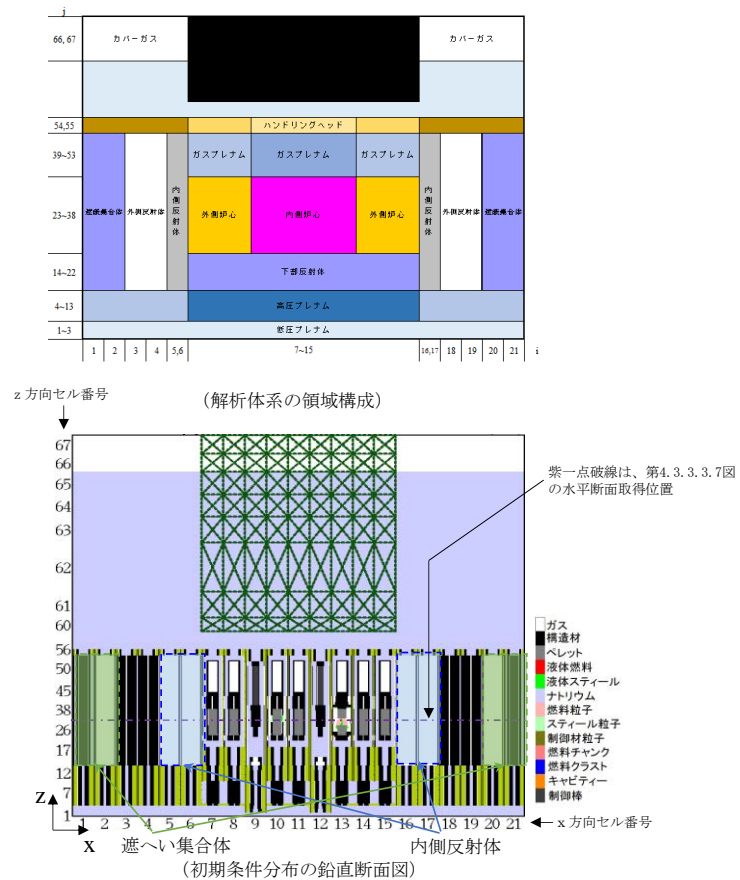 j
66, 67
カバーガス
カバーガス
54,55
ハンドリングヘッド
39~53
ガスプレナム
ガスプレナム
ガスプレナム
23~38
遮蔽集合体
外側反射体
内側反射体
外側炉心
内側炉心
外側炉心
内側反射体
外側反射体
遮蔽集合体
14~22
下部反射体
4~13
高圧プレナム
1~3
低圧プレナム
1 2 3 4 5,6 7~15 16,17 18 19 20 21 i
z 方向セル番号
(解析体系の領域構成)
紫一点破線は、第4.3.3.3.7図
の水平断面取得位置
67
66
65
64
63
62
61
60
56
50
45
38
26
17
12
7
1
ガス
構造材
ペレット
液体燃料
液体スティール
ナトリウム
燃料粒子
スティール粒子
制御材粒子
燃料チャンク
燃料クラスト
キャビティー
制御棒
Z
X
1 2 3 4 5 6 7 8 9 10 11 12 13 14 15 16 17 18 19 20 21
x 方向セル番号
遮へい集合体
内側反射体
(初期条件分布の鉛直断面図)